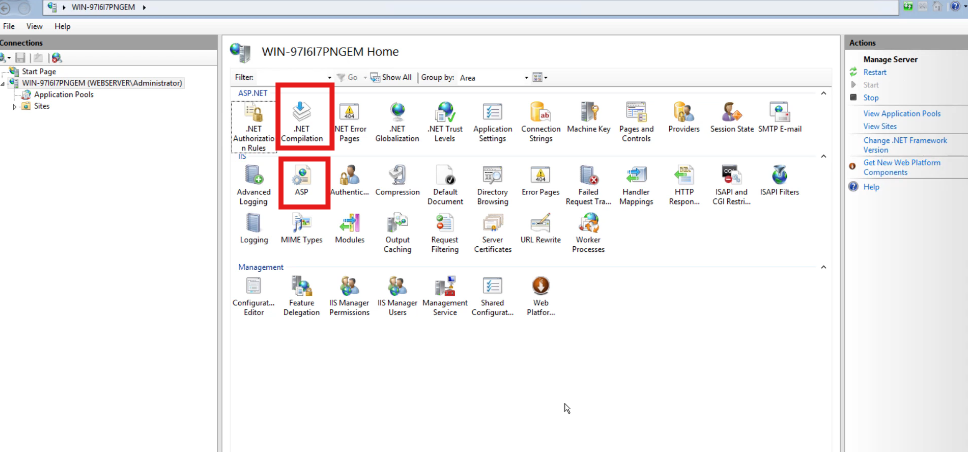 WIN-97I6I7PNGEM
File View Help
Connections
Start Page
WIN-97I6I7PNGEM (WEBSERVER\Administrator)
Application Pools
Sites
WIN-97I6I7PNGEM Home
Filter: Go Show All Group by: Area
ASP.NET
.NET Authorizatio n Rules
.NET Compilation
.NET Error Pages
.NET Globalization
.NET Trust Levels
Application Settings
Connection Strings
Machine Key
Pages and Controls
Providers
Session State
SMTP E-mail
IIS
Advanced Logging
ASP
Authentic...
Compression
Default Document
Directory Browsing
Error Pages
Failed Request Tra...
Handler Mappings
HTTP Respon...
ISAPI and CGI Restri...
ISAPI Filters
Logging
MIME Types
Modules
Output Caching
Request Filtering
Server Certificates
URL Rewrite
Worker Processes
Management
Configurat... Editor
Feature Delegation
IIS Manager Permissions
IIS Manager Users
Management Service
Shared Configurat...
Web Platfor...
Actions
Manage Server
Restart
Start
Stop
View Application Pools
View Sites
Change .NET Framework
Version
Get New Web Platform
Components
Help